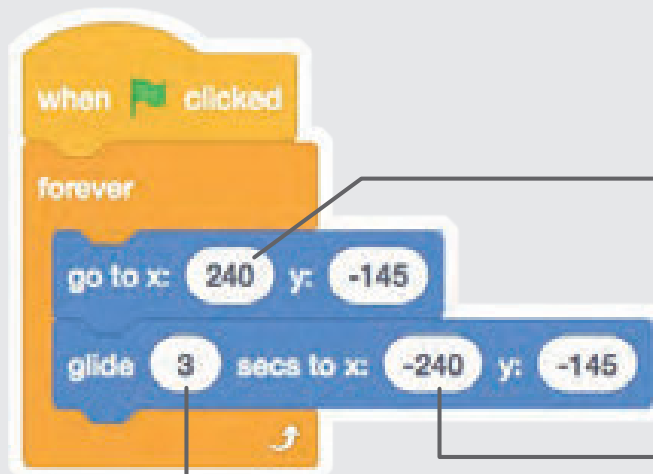 when clicked
forever
go to x: 240 y: -145
glide 3 secs to x: -240 y: -145